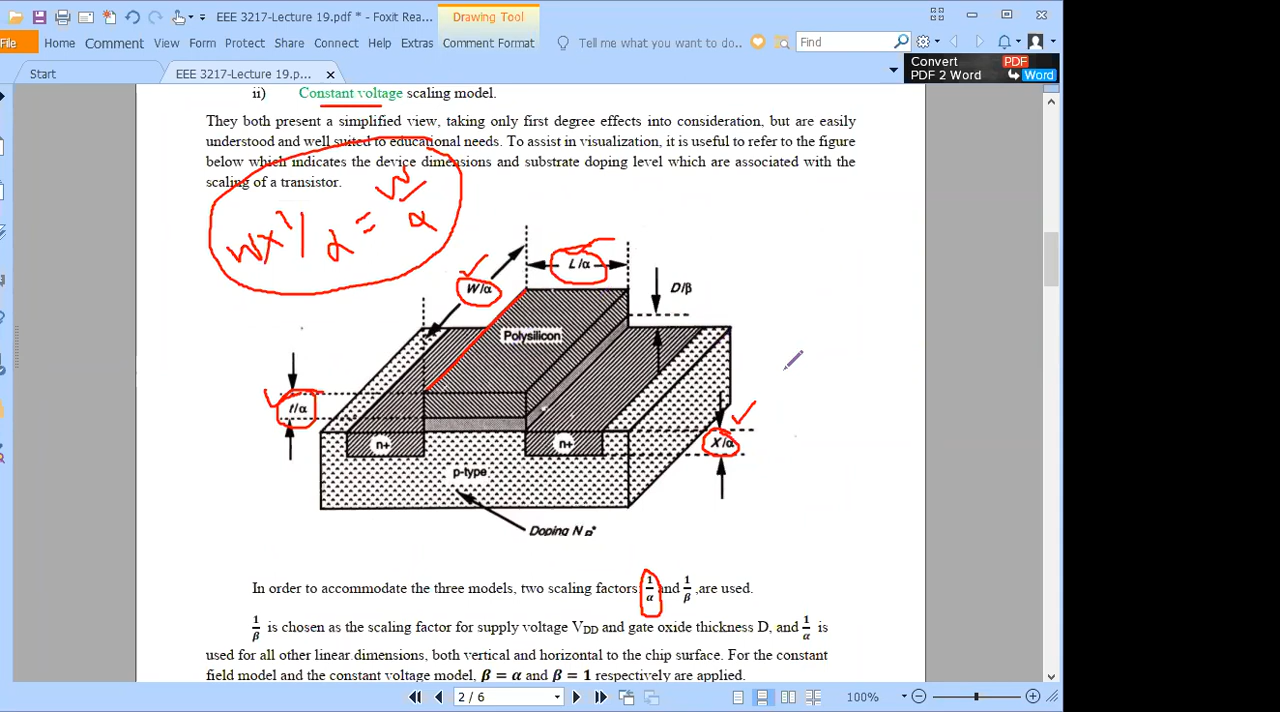 EEE 3217-Lecture 19.pdf * - Foxit Rea...
Drawing Tool
File
Home
Comment
View
Form
Protect
Share
Connect
Help
Extras
Comment Format
Tell me what you want to do..
Find
Start
EEE 3217-Lecture 19.p...
Convert PDF
PDF 2 Word Word
ii) Constant voltage scaling model.
They both present a simplified view, taking only first degree effects into consideration, but are easily
understood and well suited to educational needs. To assist in visualization, it is useful to refer to the figure
below which indicates the device dimensions and substrate doping level which are associated with the
scaling of a transistor.
W×1/α = W/α
L/α
W/α
D/β
Polysilicon
t/α
n+
n+
X/α
p-type
Doping N B*
In order to accommodate the three models, two scaling factors 1/α and 1/β ,are used.
1/β is chosen as the scaling factor for supply voltage VDD and gate oxide thickness D, and 1/α is
used for all other linear dimensions, both vertical and horizontal to the chip surface. For the constant
field model and the constant voltage model, β = α and β = 1 respectively are applied.
2 / 6
100%